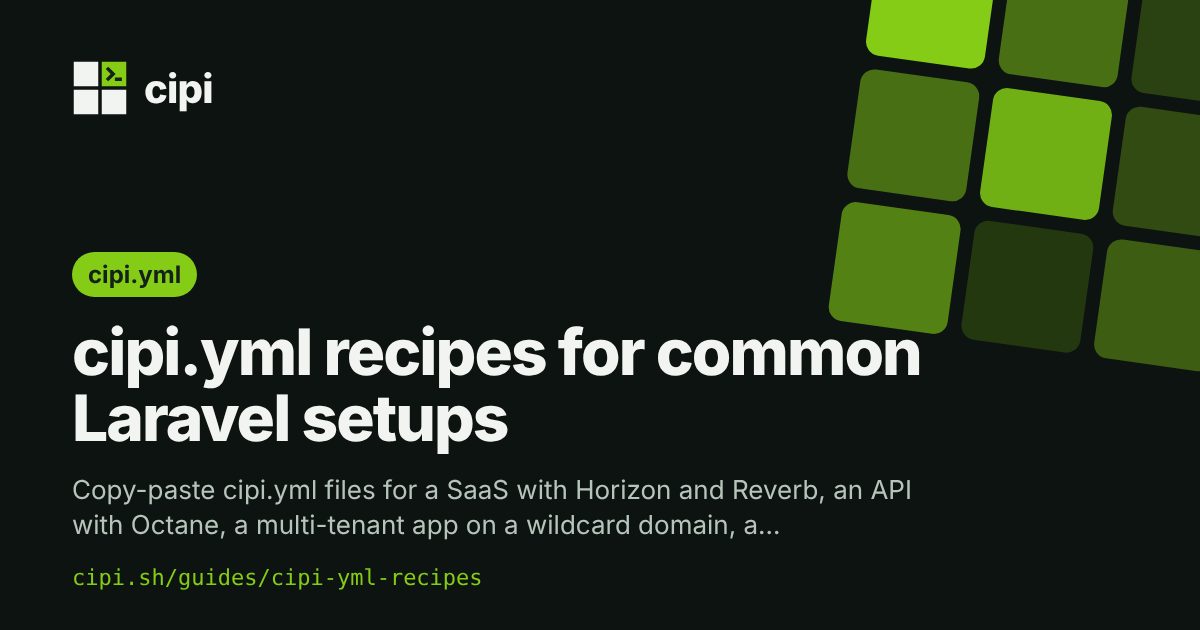 cipi
cipi.yml
cipi.yml recipes for common
Laravel setups
Copy-paste cipi.yml files for a SaaS with Horizon and Reverb, an API
with Octane, a multi-tenant app on a wildcard domain, a...
cipi.sh/guides/cipi-yml-recipes